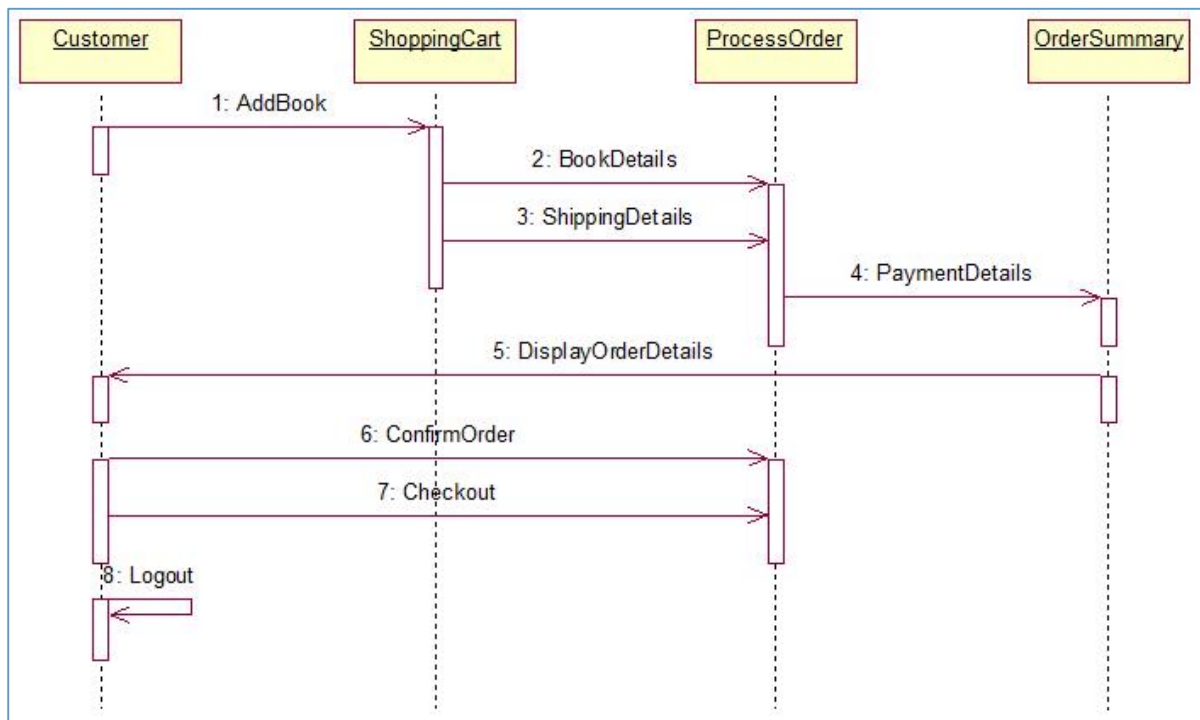 Customer
ShoppingCart
ProcessOrder
OrderSummary
1: AddBook
2: BookDetails
3: ShippingDetails
4: PaymentDetails
5: DisplayOrderDetails
6: ConfirmOrder
7: Checkout
8: Logout